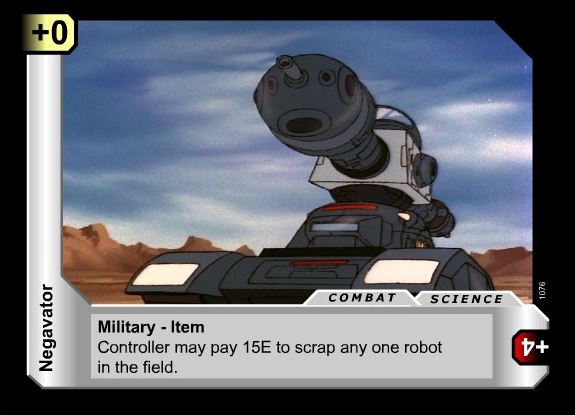 +0
COMBAT
SCIENCE
1076
Negavator
Military - Item
Controller may pay 15E to scrap any one robot
in the field.
+4